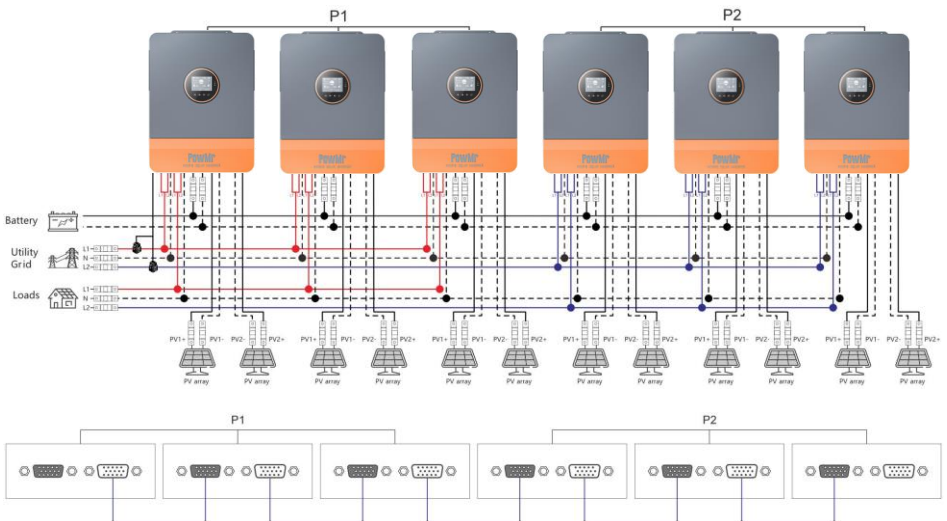 P1 P2
PowMr PowMr PowMr PowMr PowMr PowMr
Battery
Utility
Grid
L1
N
L2
Loads
L1
N
L2
PV1+ PV1- PV2- PV2+ PV1+ PV1- PV2- PV2+ PV1+ PV1- PV2- PV2+ PV1+ PV1- PV2- PV2+ PV1+ PV1- PV2- PV2+ PV1+ PV1- PV2- PV2+
PV array PV array PV array PV array PV array PV array PV array PV array PV array PV array PV array PV array
P1 P2